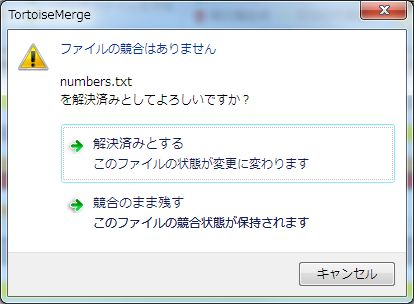 TortoiseMerge
ファイルの競合はありません
numbers.txt
を解決済みとしてよろしいですか？
解決済みとする
このファイルの状態が変更に変わります
競合のまま残す
このファイルの競合状態が保持されます
キャンセル